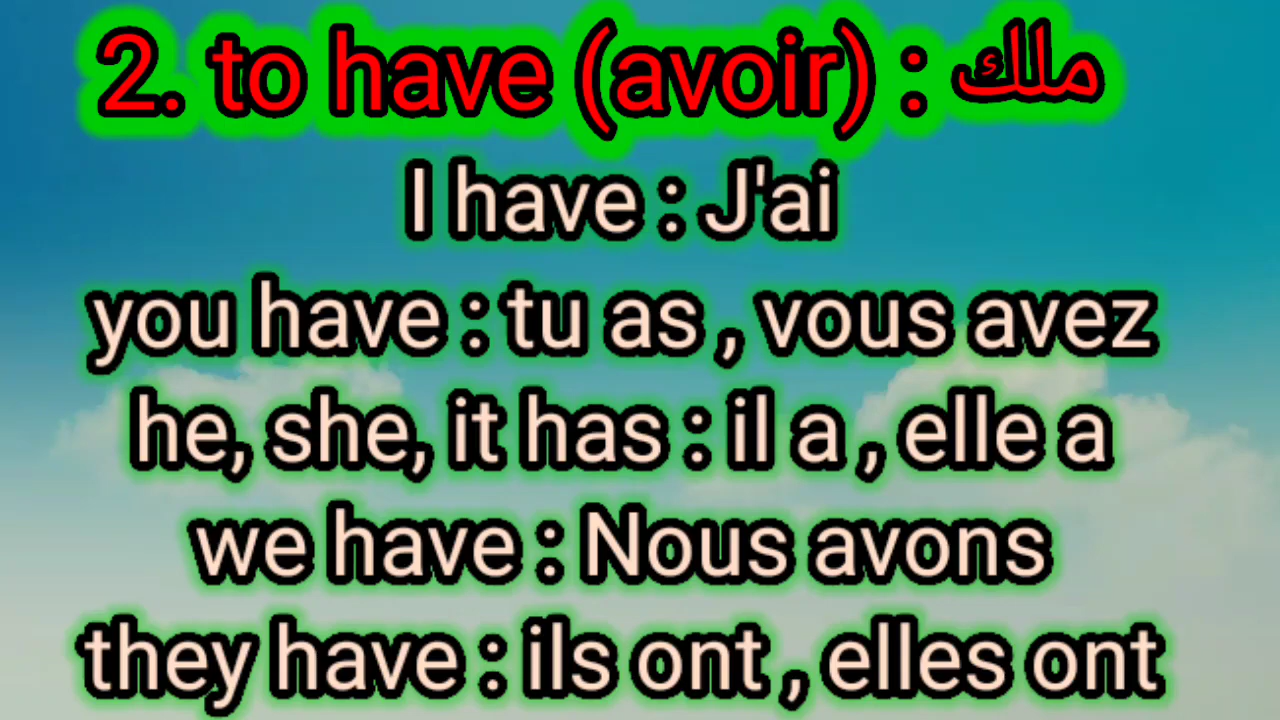 2. to have (avoir) : ملك
I have : J'ai
you have : tu as , vous avez
he, she, it has : il a , elle a
we have : Nous avons
they have : ils ont , elles ont